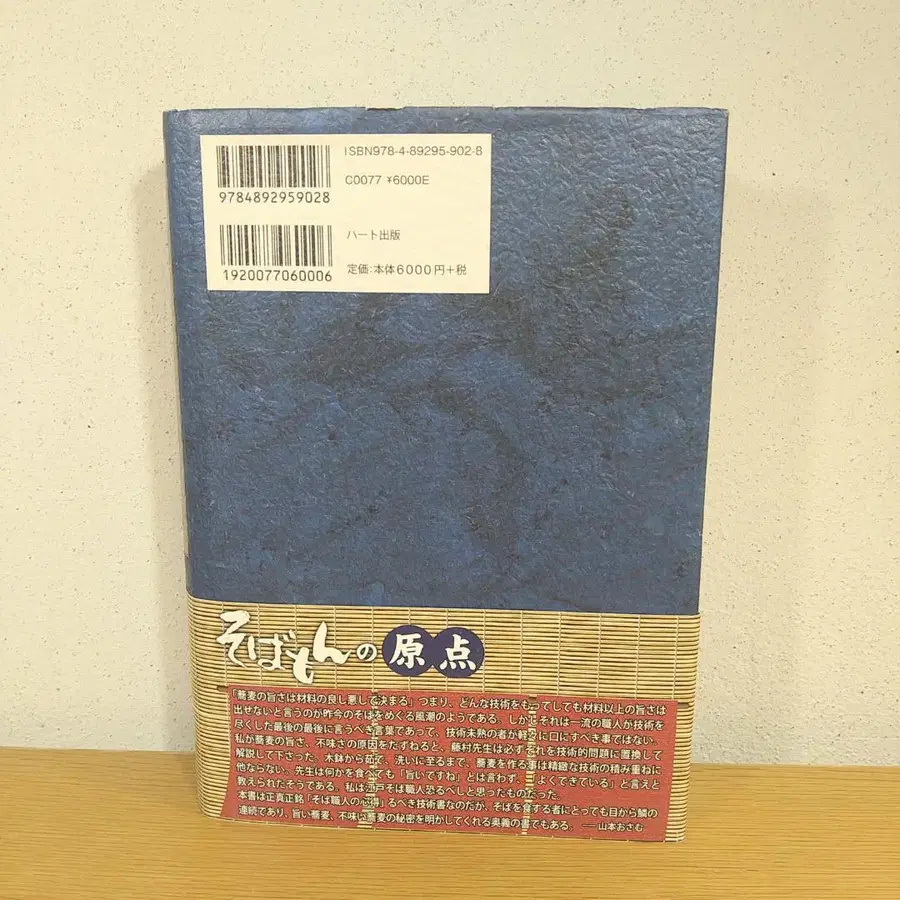 ISBN978-4-89295-902-8
C0077 ¥6000E
9784892959028
ハート出版
1920077060006
定価:本体6000円+税
そばもんの原点
「蕎麦の旨さは材料の良し悪しで決まる」つまり、どんな技術をもってしても材料以上の旨さは
出せないと言うのが昨今のそばをめぐる風潮のようである。しかしそれは一流の職人が技術を
尽くした最後の最後に言うべき言葉であって、技術未熟の者が軽々に口にすべき事ではない。
私が蕎麦の旨さ、不味さの原因をたずねると、藤村先生は必ずそれを技術的問題に置換して
解説して下さった。木鉢から茹で、洗いに至るまで、蕎麦を作る事は精緻な技術の積み重ねに
他ならない。先生は何かを食べても「旨いですね」とは言わず、「よくできている」と言えと
教えられたそうである。私は江戸そば職人恐るべしと思ったものだった。
本書は正真正銘「そば職人の心得」るべき技術書なのだが、そばを食する者にとっても目から鱗の
連続であり、旨い蕎麦、不味い蕎麦の秘密を明かしてくれる奥義の書でもある。 ──山本おさむ